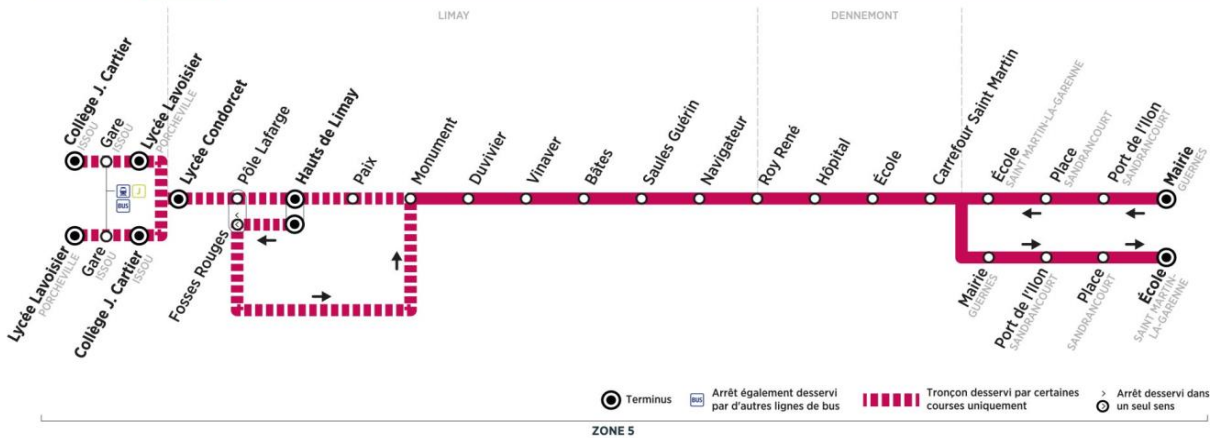 LIMAY
DENNEMONT
Collège J. Cartier
ISSOU
Gare
ISSOU
Lycée Lavoisier
PORCHEVILLE
Lycée Condorcet
Pôle Lafarge
Hauts de Limay
Paix
Monument
Duvivier
Vinaver
Bâtes
Saules Guérin
Navigateur
Roy René
Hôpital
École
Carrefour Saint Martin
École
SAINT MARTIN-LA-GARENNE
Place
SANDRANCOURT
Port de l'Ilon
SANDRANCOURT
Mairie
GUERNES
J
BUS
Lycée Lavoisier
PORCHEVILLE
Gare
ISSOU
Collège J. Cartier
ISSOU
Fosses Rouges
Mairie
GUERNES
Port de l'Ilon
SANDRANCOURT
Place
SANDRANCOURT
École
SAINT MARTIN-
LA-GARENNE
Terminus
BUS
Arrêt également desservi
par d'autres lignes de bus
Tronçon desservi par certaines
courses uniquement
Arrêt desservi dans
un seul sens
ZONE 5